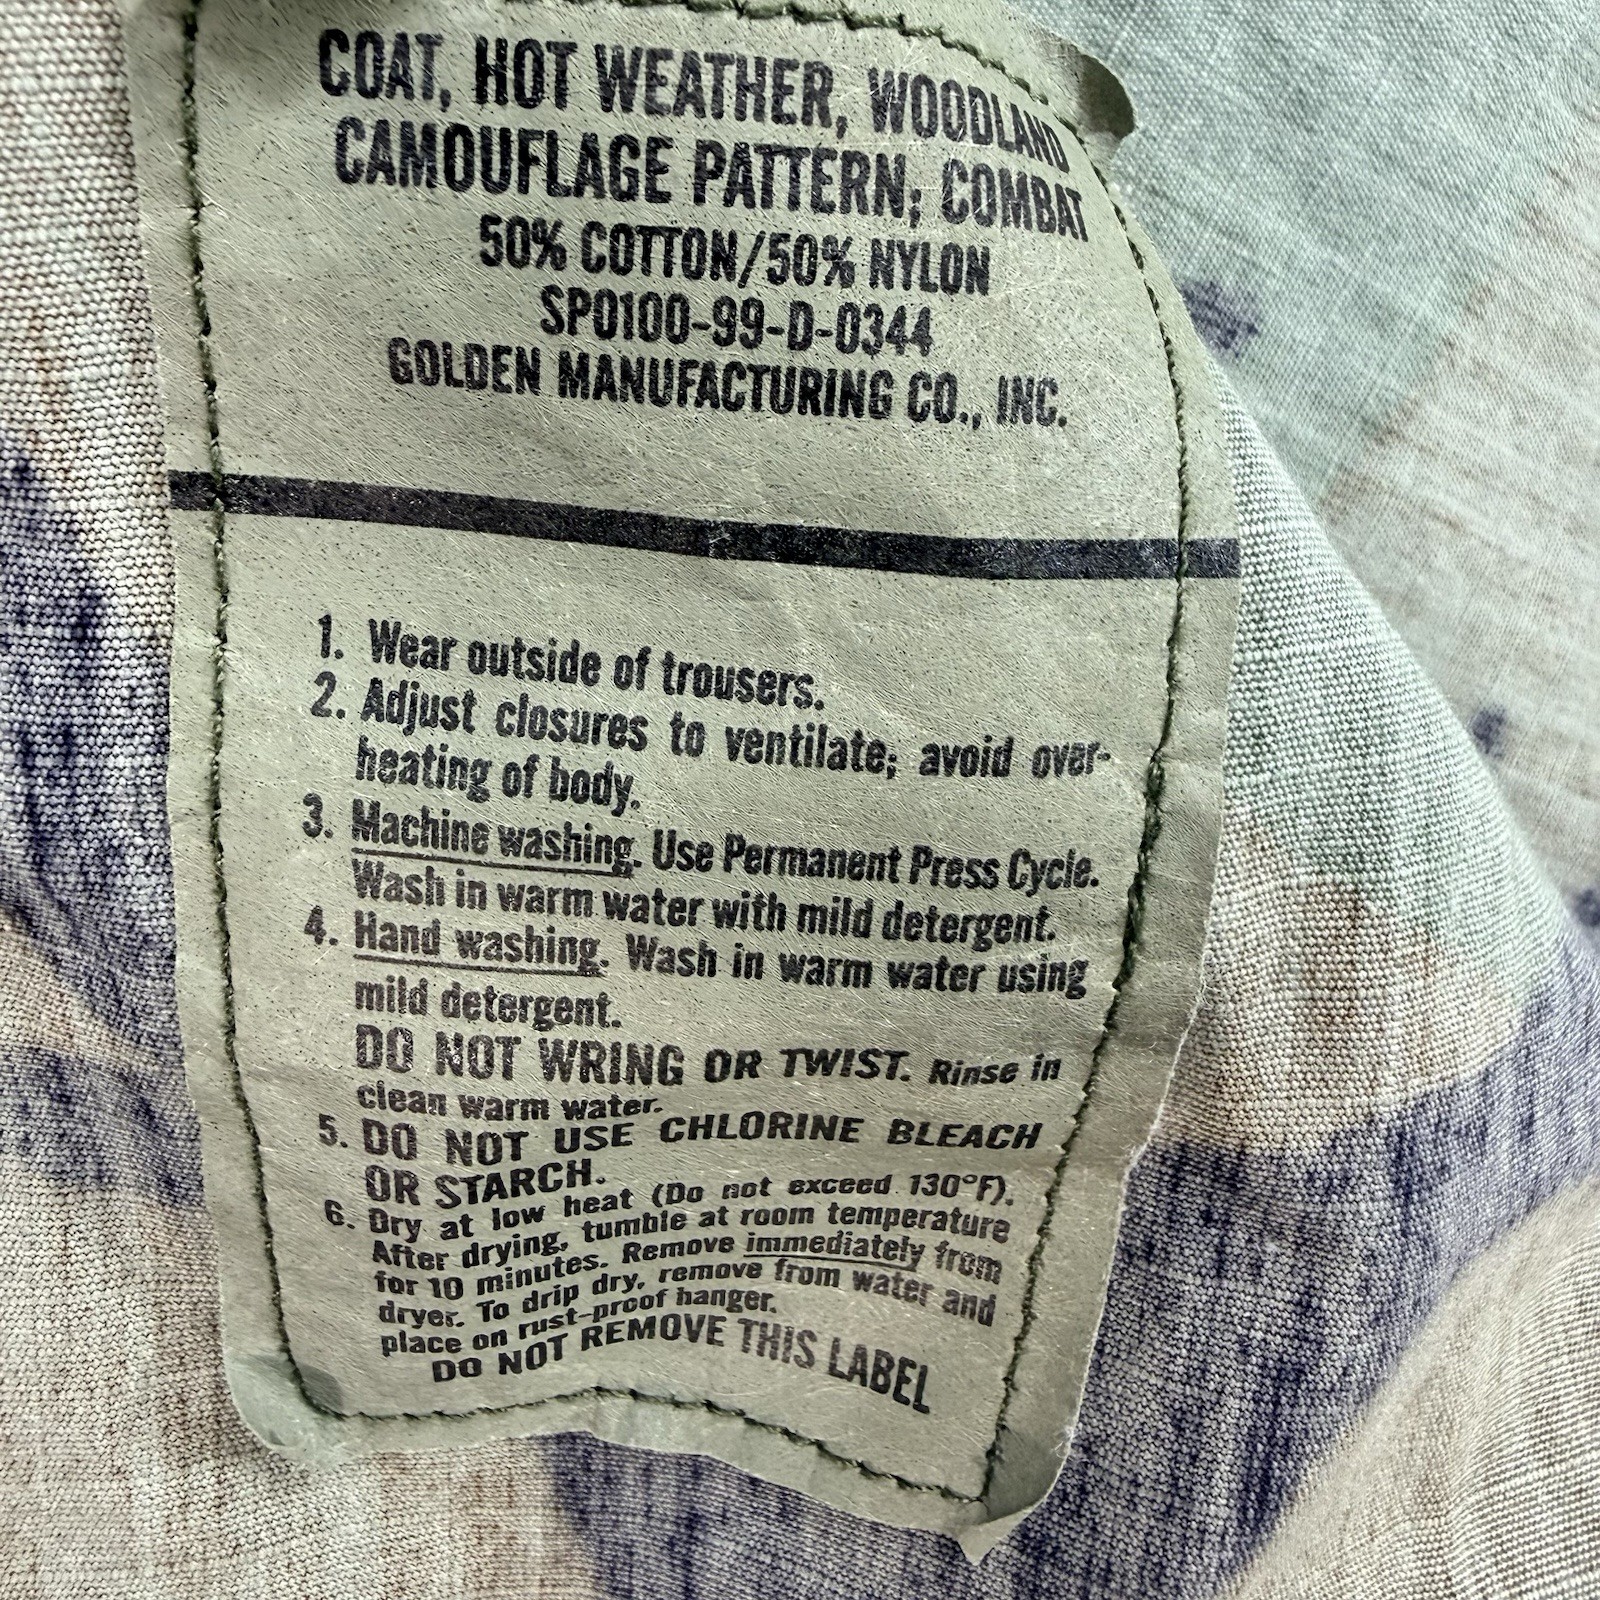 COAT, HOT WEATHER, WOODLAND
CAMOUFLAGE PATTERN; COMBAT
50% COTTON/50% NYLON
SP0100-99-D-0344
GOLDEN MANUFACTURING CO., INC.
1. Wear outside of trousers.
2. Adjust closures to ventilate; avoid over-
heating of body.
3. Machine washing. Use Permanent Press Cycle.
Wash in warm water with mild detergent.
4. Hand washing. Wash in warm water using
mild detergent.
DO NOT WRING OR TWIST. Rinse in
clean warm water.
5. DO NOT USE CHLORINE BLEACH
OR STARCH.
6. Dry at low heat (Do not exceed 130°F).
After drying, tumble at room temperature
for 10 minutes. Remove immediately from
dryer. To drip dry, remove from water and
place on rust-proof hanger.
DO NOT REMOVE THIS LABEL